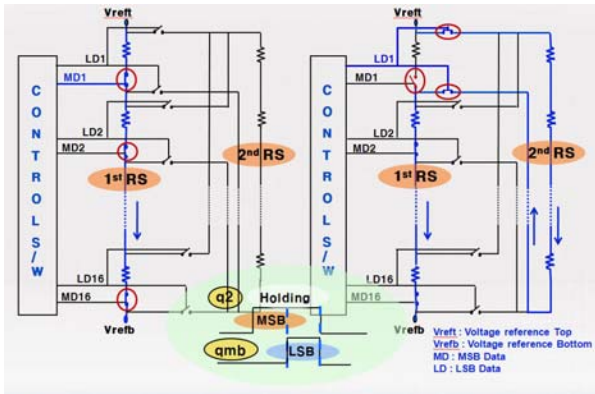 Vreft
LD1
MD1
LD2
MD2
1st RS
2nd RS
CONTROL S/W
LD16
MD16
Vrefb
Vreft
LD1
MD1
LD2
MD2
1st RS
2nd RS
CONTROL S/W
LD16
MD16
Vrefb
q2
Holding
MSB
qmb
LSB
Vreft : Voltage reference Top
Vrefb : Voltage reference Bottom
MD : MSB Data
LD : LSB Data